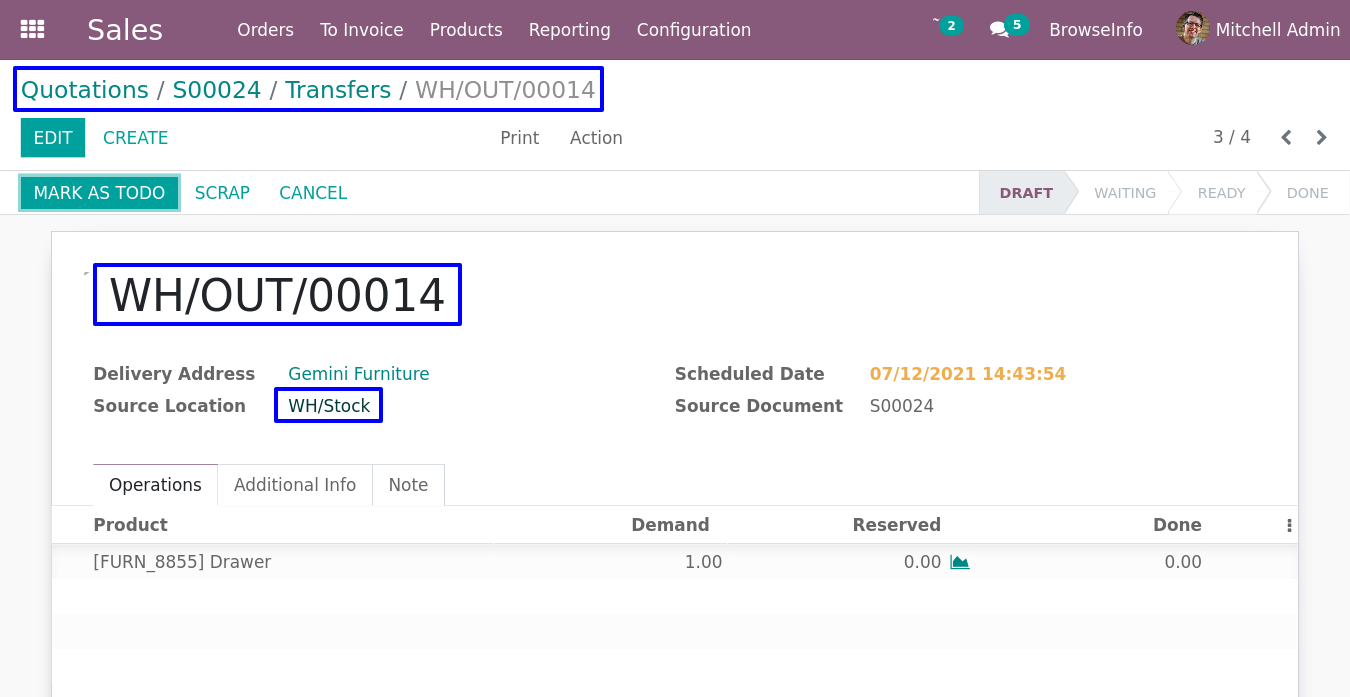 Sales Orders To Invoice Products Reporting Configuration 2 5 BrowseInfo Mitchell Admin
Quotations / S00024 / Transfers / WH/OUT/00014
EDIT CREATE Print Action 3 / 4
MARK AS TODO SCRAP CANCEL DRAFT WAITING READY DONE
WH/OUT/00014
Delivery Address Gemini Furniture Scheduled Date 07/12/2021 14:43:54
Source Location WH/Stock Source Document S00024
Operations Additional Info Note
Product Demand Reserved Done
[FURN_8855] Drawer 1.00 0.00 0.00